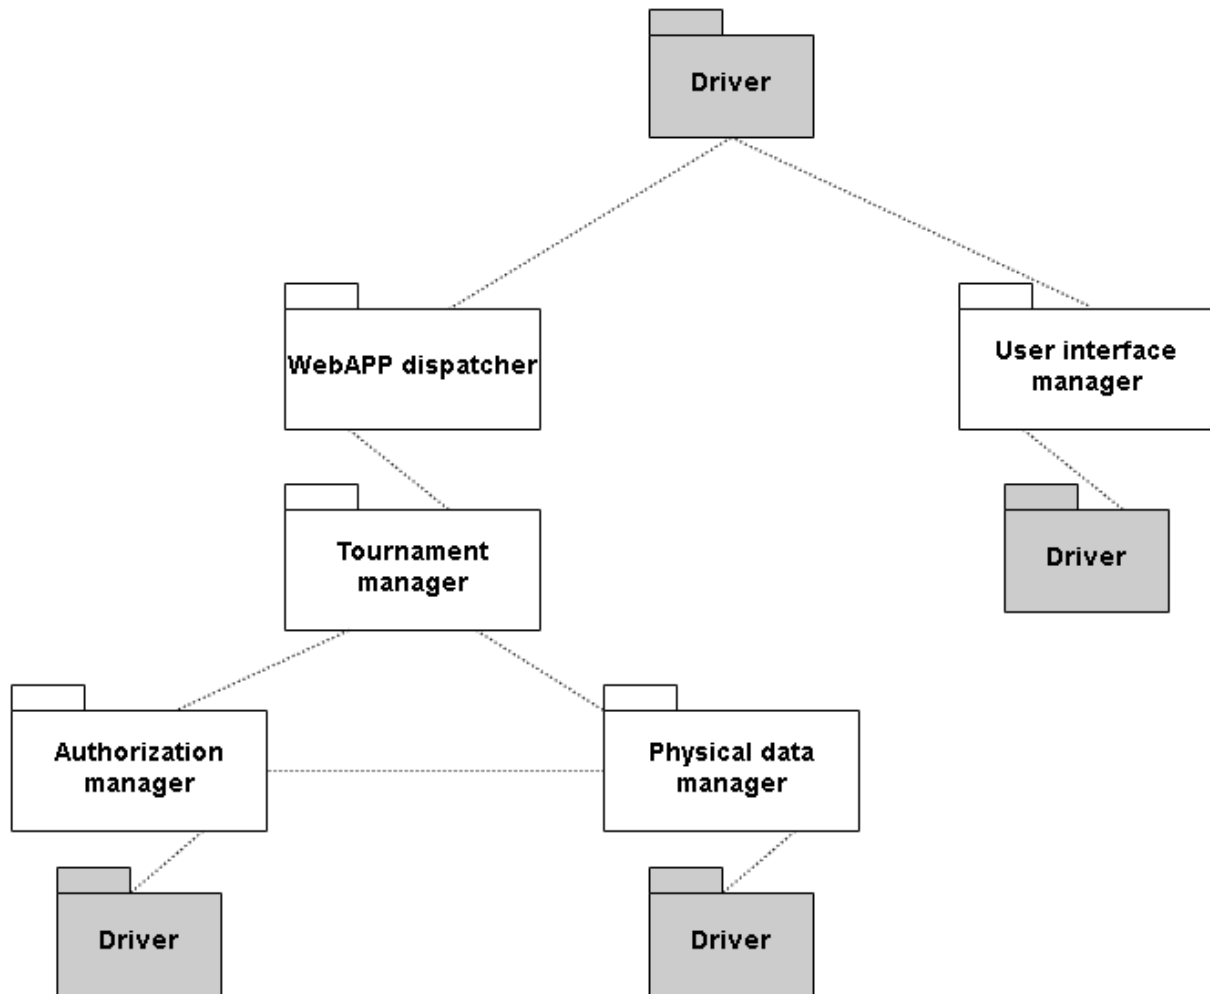 Driver
WebAPP dispatcher
User interface
manager
Tournament
manager
Driver
Authorization
manager
Physical data
manager
Driver
Driver